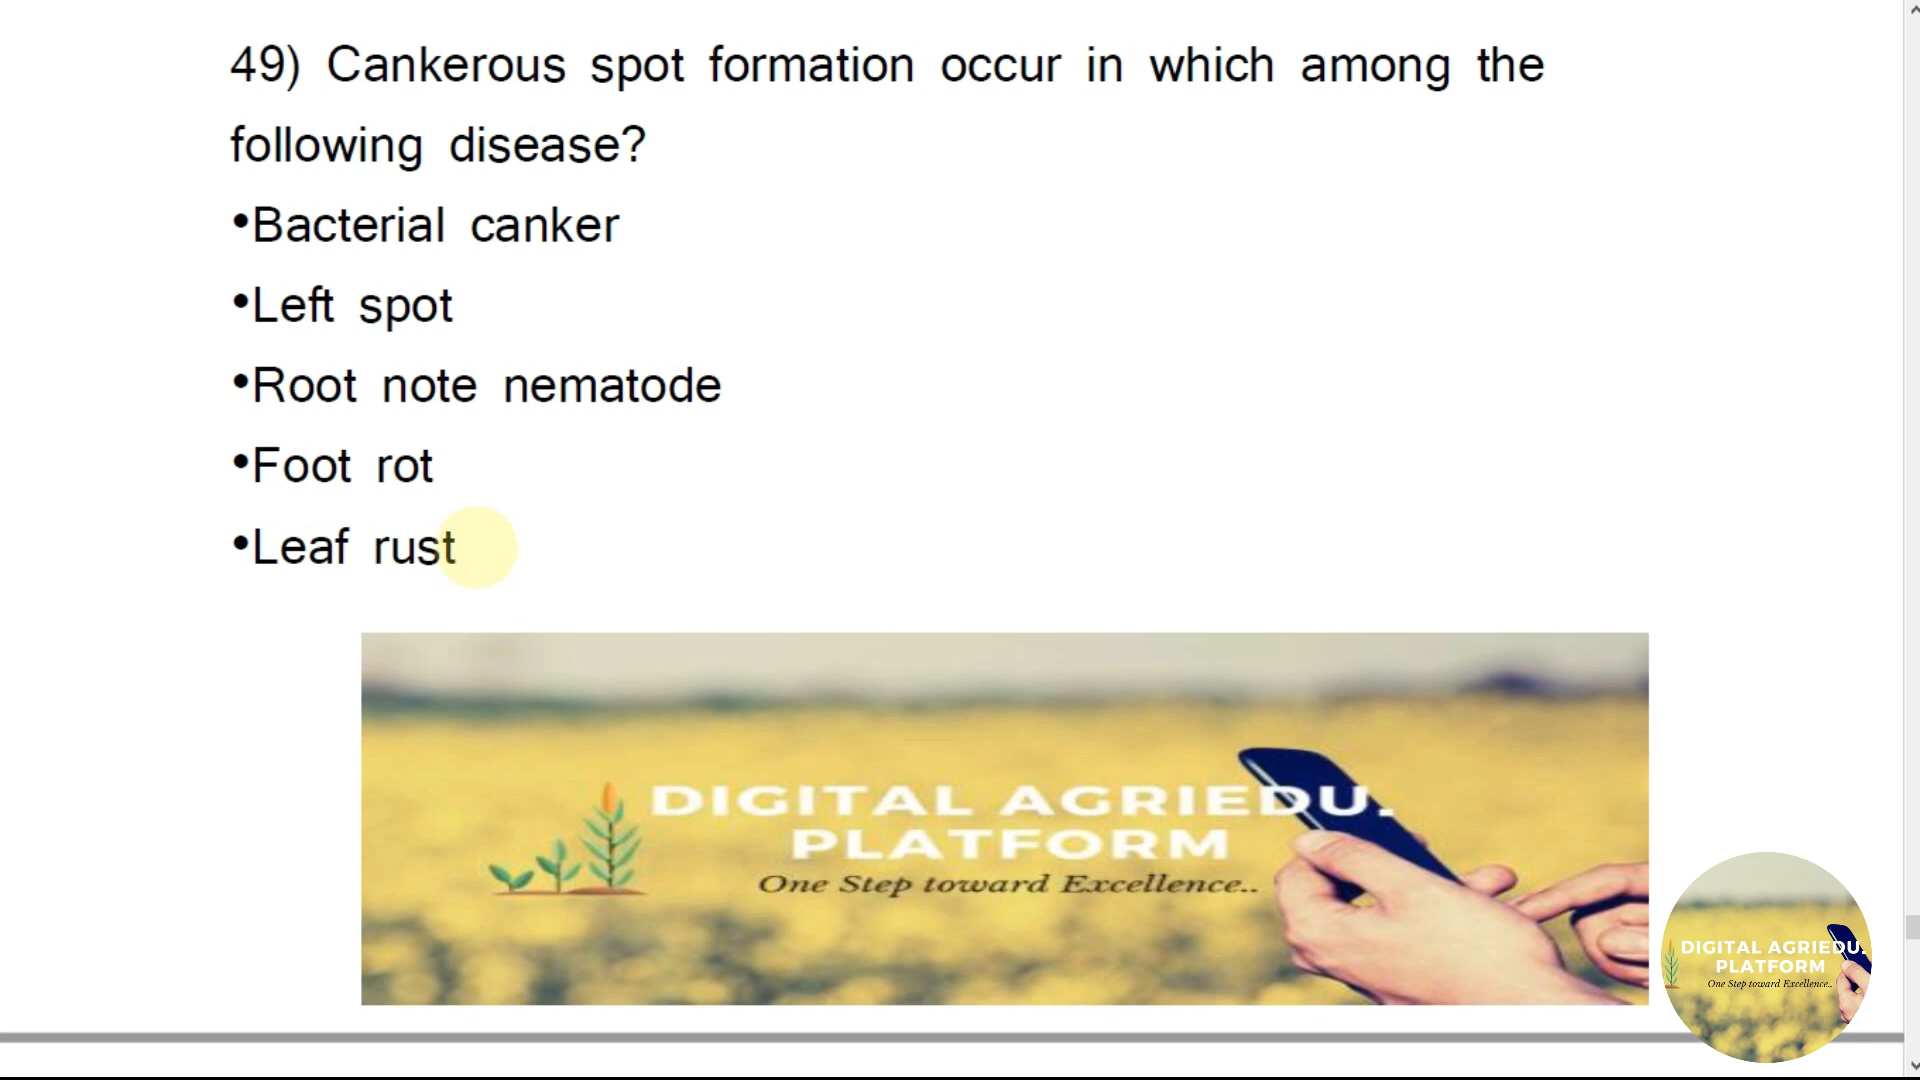 49) Cankerous spot formation occur in which among the
following disease?
•Bacterial canker
•Left spot
•Root note nematode
•Foot rot
•Leaf rust
DIGITAL AGRIEDU.
PLATFORM
One Step toward Excellence..
DIGITAL AGRIEDU.
PLATFORM
One Step toward Excellence..